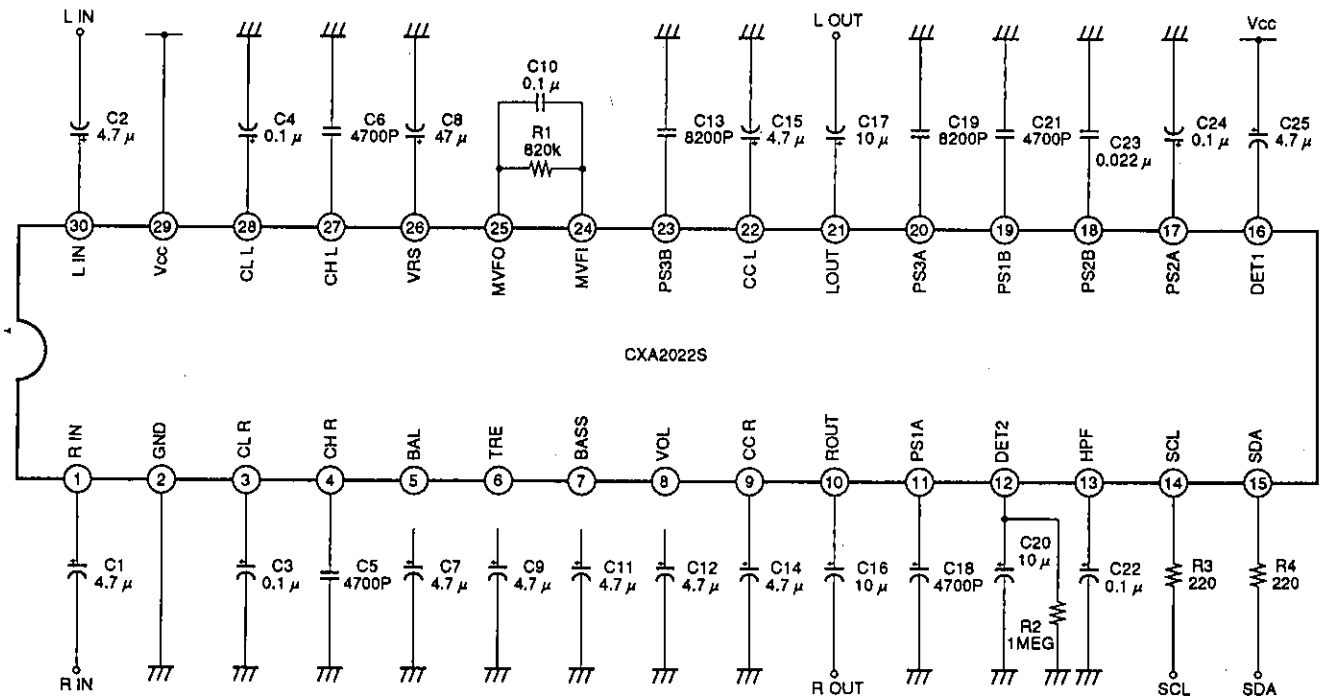 L IN
L OUT
Vcc
C2
4.7 μ
C4
0.1 μ
C6
4700P
C8
47 μ
C10
0.1 μ
R1
820k
C13
8200P
C15
4.7 μ
C17
10 μ
C19
8200P
C21
4700P
C23
0.022 μ
C24
0.1 μ
C25
4.7 μ
30
29
28
27
26
25
24
23
22
21
20
19
18
17
16
L IN
Vcc
CL L
CH L
VRS
MVFO
MVFI
PS3B
CC L
LOUT
PS3A
PS1B
PS2B
PS2A
DET1
CXA2022S
R IN
GND
CL R
CH R
BAL
TRE
BASS
VOL
CC R
ROUT
PS1A
DET2
HPF
SCL
SDA
1
2
3
4
5
6
7
8
9
10
11
12
13
14
15
C1
4.7 μ
C3
0.1 μ
C5
4700P
C7
4.7 μ
C9
4.7 μ
C11
4.7 μ
C12
4.7 μ
C14
4.7 μ
C16
10 μ
C18
4700P
C20
10 μ
R2
1MEG
C22
0.1 μ
R3
220
R4
220
R IN
R OUT
SCL
SDA